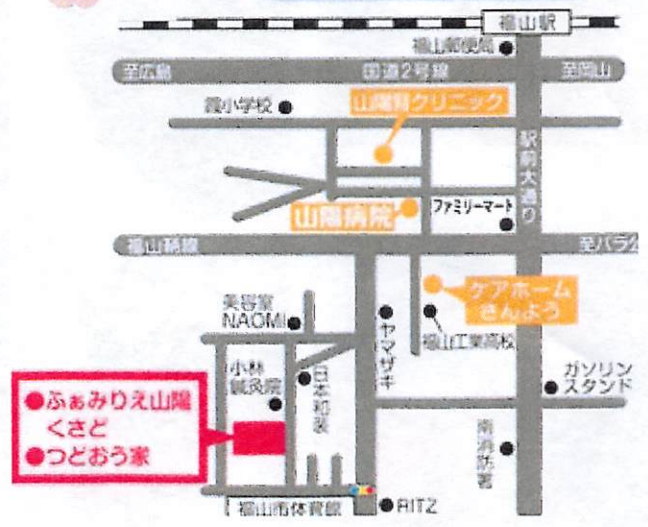 福山駅
福山郵便局
至広島
国道2号線
至岡山
霞小学校
山陽腎クリニック
駅前大通り
山陽病院
ファミリーマート
福山鞆線
至バラ公
ケアホーム
さんよう
美容室
NAOMI
ヤマザキ
福山工業高校
小林
鍼灸院
日本和装
ガソリン
スタンド
●ふぁみりえ山陽
くさど
●つどおう家
南消防署
福山市体育館
RITZ